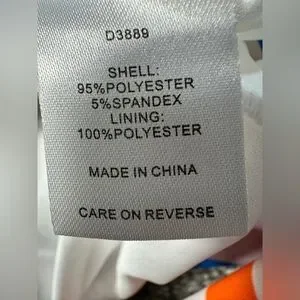 D3889
SHELL:
95%POLYESTER
5%SPANDEX
LINING:
100%POLYESTER
MADE IN CHINA
CARE ON REVERSE